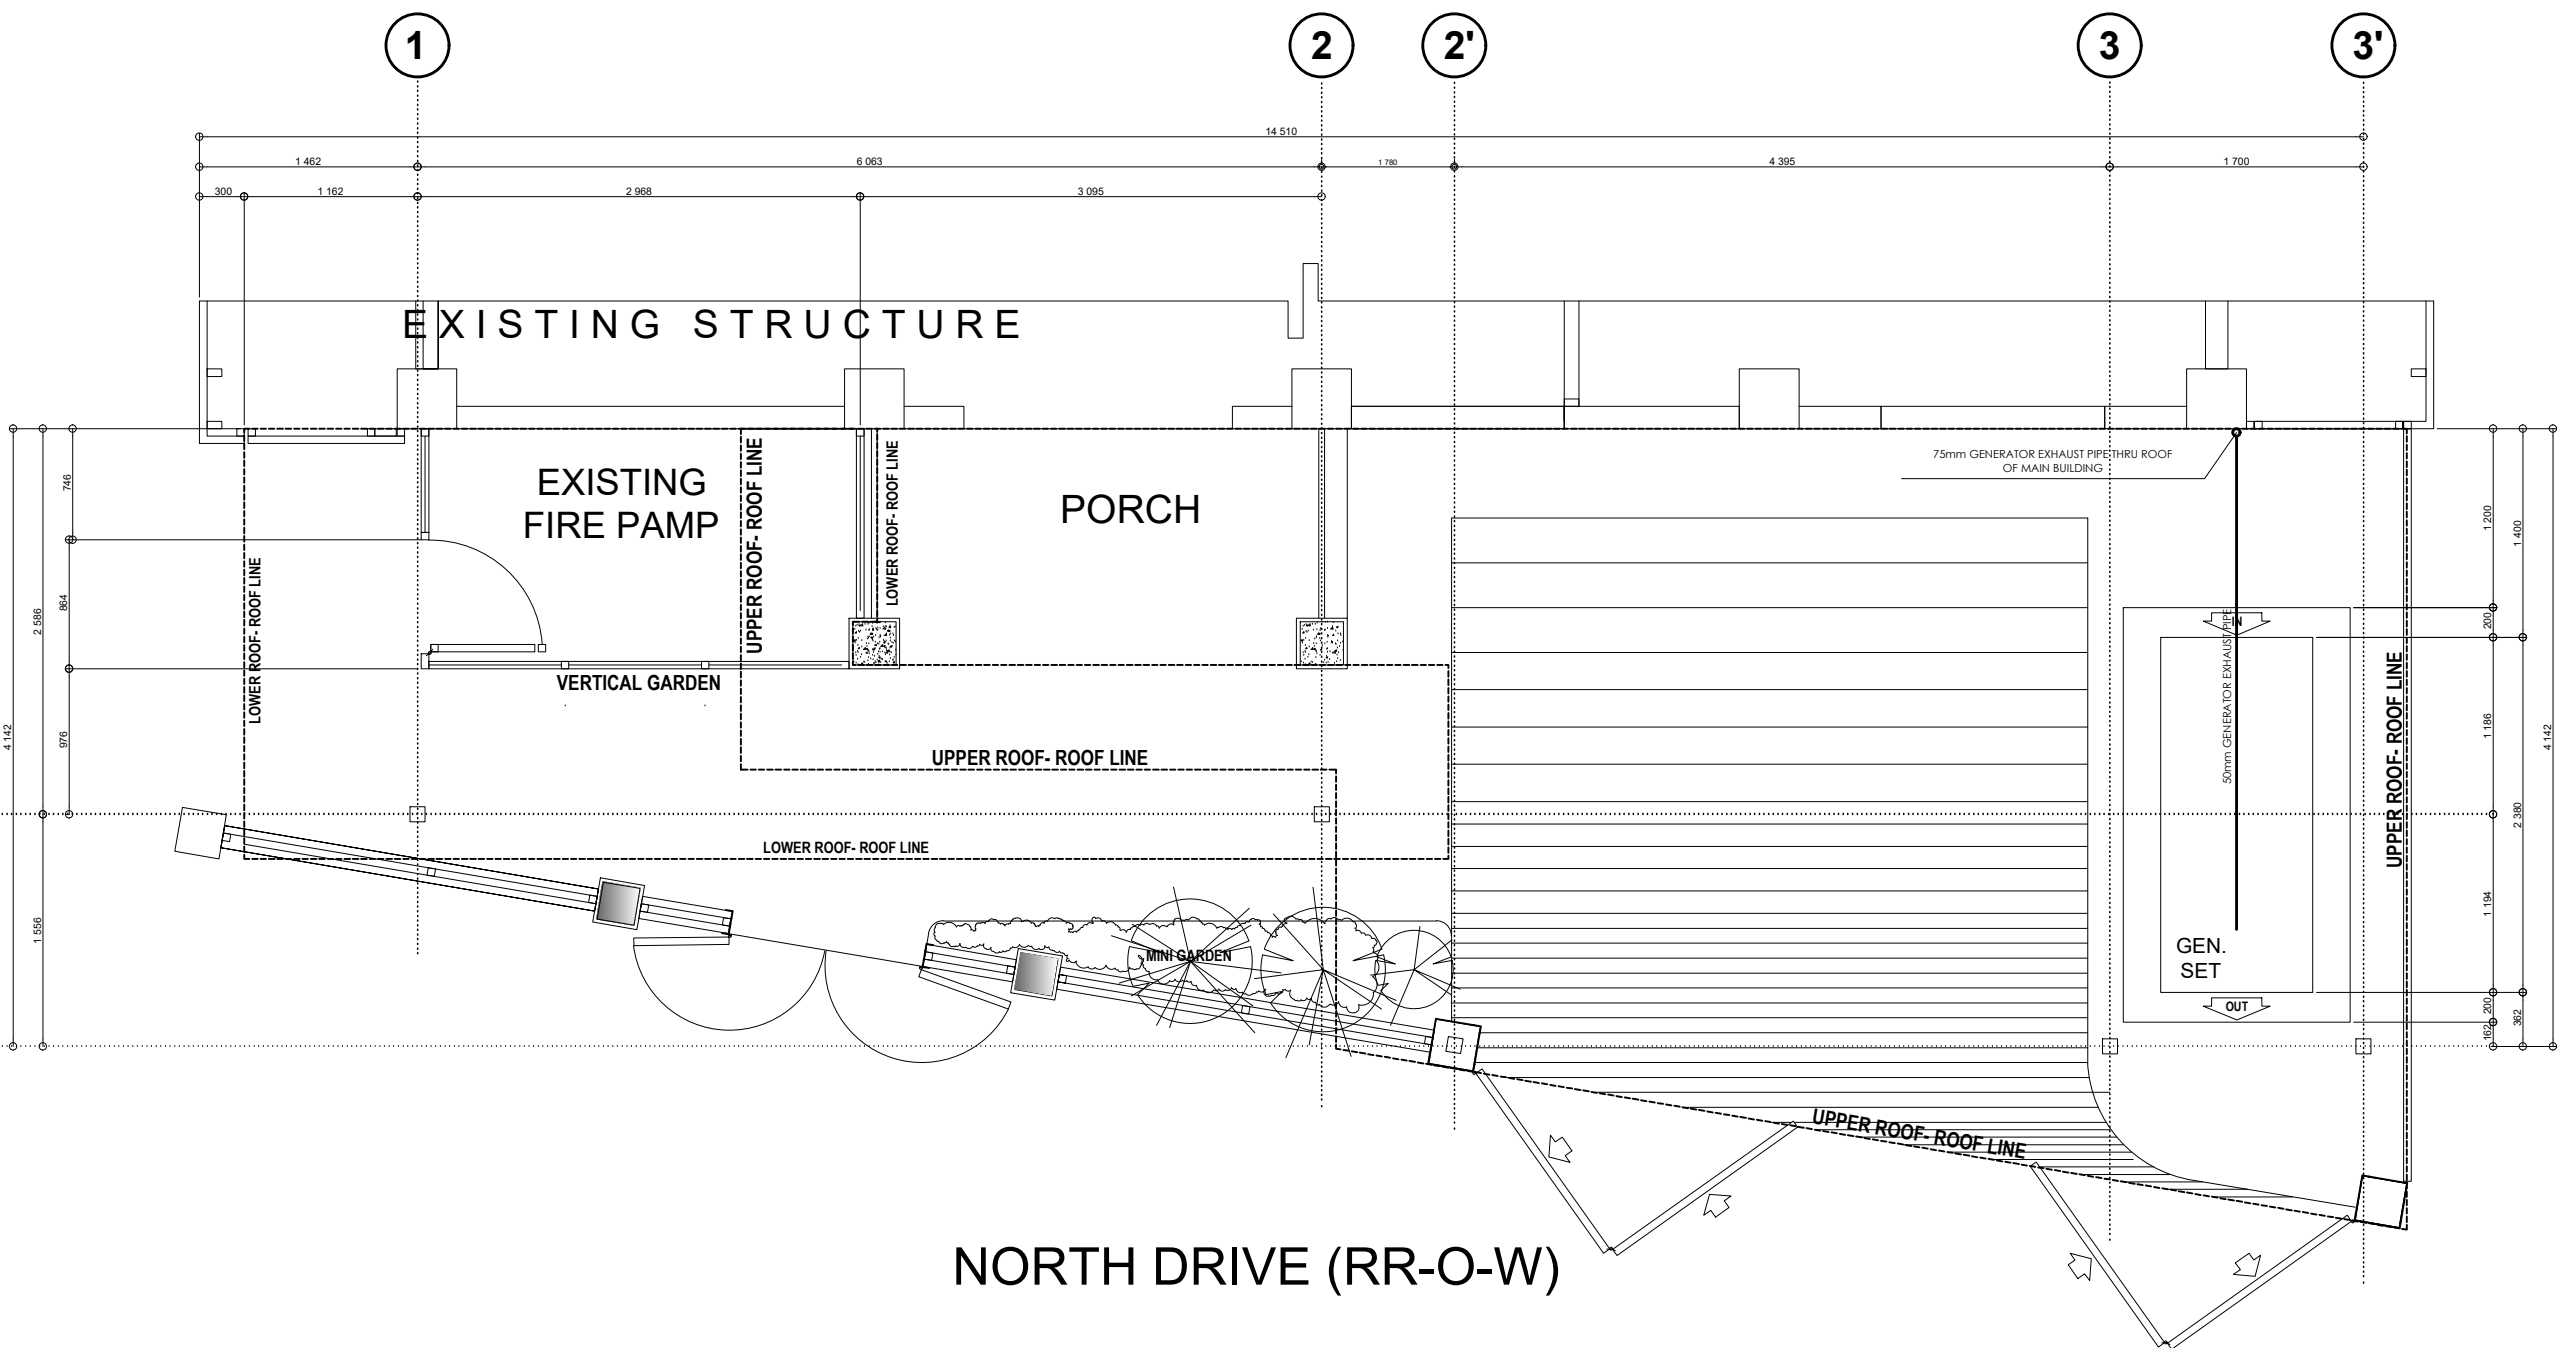 1
2
2'
3
3'
14 510
1 462
6 063
1 780
4 395
1 700
300
1 162
2 968
3 095
EXISTING STRUCTURE
75mm GENERATOR EXHAUST PIPE THRU ROOF
OF MAIN BUILDING
EXISTING
FIRE PAMP
PORCH
UPPER ROOF- ROOF LINE
LOWER ROOF- ROOF LINE
LOWER ROOF- ROOF LINE
VERTICAL GARDEN
UPPER ROOF- ROOF LINE
LOWER ROOF- ROOF LINE
MINI GARDEN
746
864
2 586
976
4 142
1 556
IN
50mm GENERATOR EXHAUST PIPE
GEN.
SET
OUT
UPPER ROOF- ROOF LINE
1 200
1 400
200
1 186
4 142
2 380
1 194
200
362
162
UPPER ROOF- ROOF LINE
NORTH DRIVE (RR-O-W)